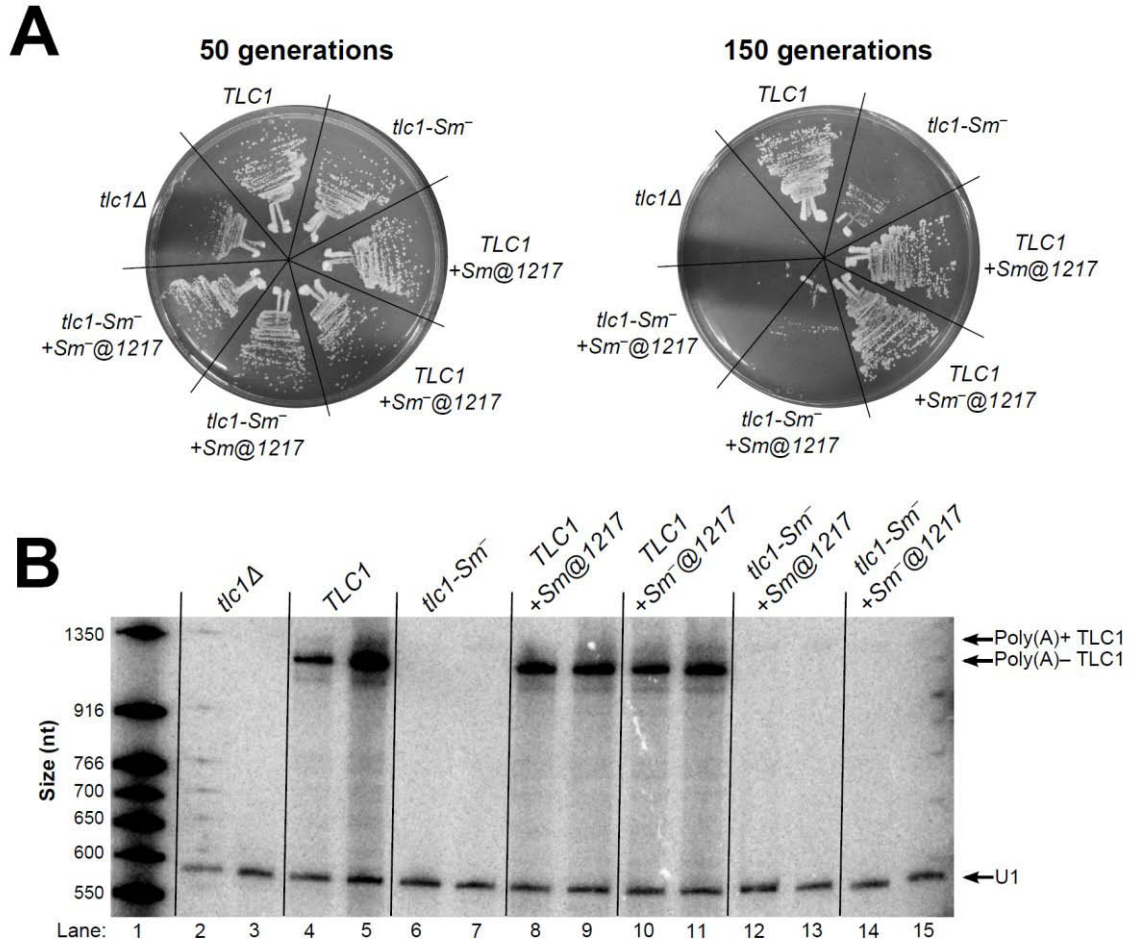 A
50 generations
150 generations
TLC1
tlc1-Sm⁻
tlc1Δ
TLC1
+Sm@1217
tlc1-Sm⁻
+Sm⁻@1217
TLC1
+Sm⁻@1217
tlc1-Sm⁻
+Sm@1217
TLC1
tlc1-Sm⁻
tlc1Δ
TLC1
+Sm@1217
tlc1-Sm⁻
+Sm⁻@1217
TLC1
+Sm⁻@1217
tlc1-Sm⁻
+Sm@1217
B
tlc1Δ
TLC1
tlc1-Sm⁻
TLC1
+Sm@1217
TLC1
+Sm⁻@1217
tlc1-Sm⁻
+Sm@1217
tlc1-Sm⁻
+Sm⁻@1217
Size (nt)
1350
916
766
700
650
600
550
Poly(A)+ TLC1
Poly(A)– TLC1
U1
Lane: 1 2 3 4 5 6 7 8 9 10 11 12 13 14 15